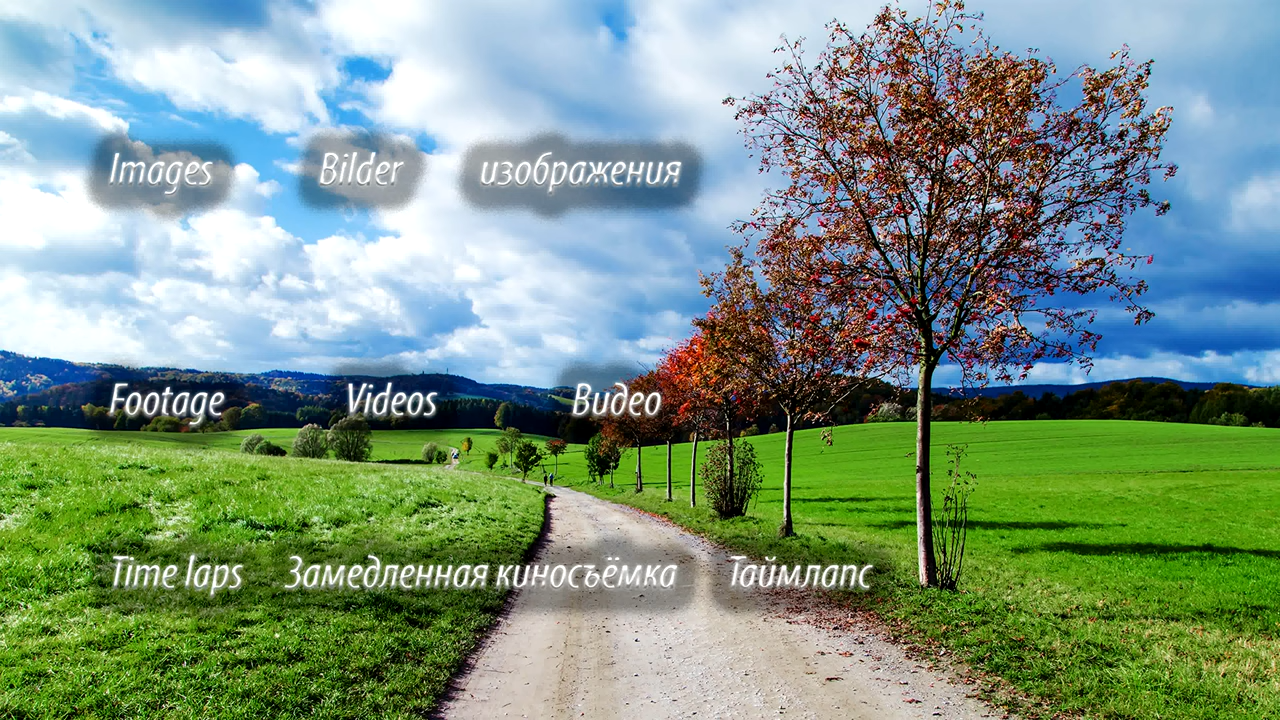 Images Bilder изображения
Footage Videos Видео
Time laps Замедленная киносъёмка Таймлапс